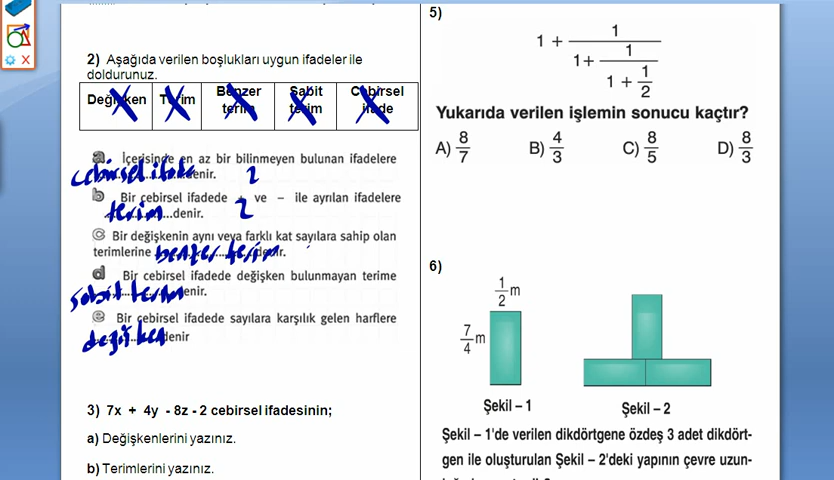 2) Aşağıda verilen boşlukları uygun ifadeler ile
doldurunuz.
Değişken Terim Benzer terim Sabit terim Cebirsel ifade
a İçerisinde en az bir bilinmeyen bulunan ifadelere
cebirsel ifade denir. 2
b Bir cebirsel ifadede + ve – ile ayrılan ifadelere
terim ...denir. 2
c Bir değişkenin aynı veya farklı kat sayılara sahip olan
terimlerine benzer terim denir.
d Bir cebirsel ifadede değişken bulunmayan terime
sabit terim denir.
e Bir cebirsel ifadede sayılara karşılık gelen harflere
değişken denir
3) 7x + 4y - 8z - 2 cebirsel ifadesinin;
a) Değişkenlerini yazınız.
b) Terimlerini yazınız.
5)
1 + 1
1+ 1
1 + 1
2
Yukarıda verilen işlemin sonucu kaçtır?
A) 8/7 B) 4/3 C) 8/5 D) 8/3
6)
1/2 m
7/4 m
Şekil – 1 Şekil – 2
Şekil – 1'de verilen dikdörtgene özdeş 3 adet dikdört-
gen ile oluşturulan Şekil – 2'deki yapının çevre uzun-